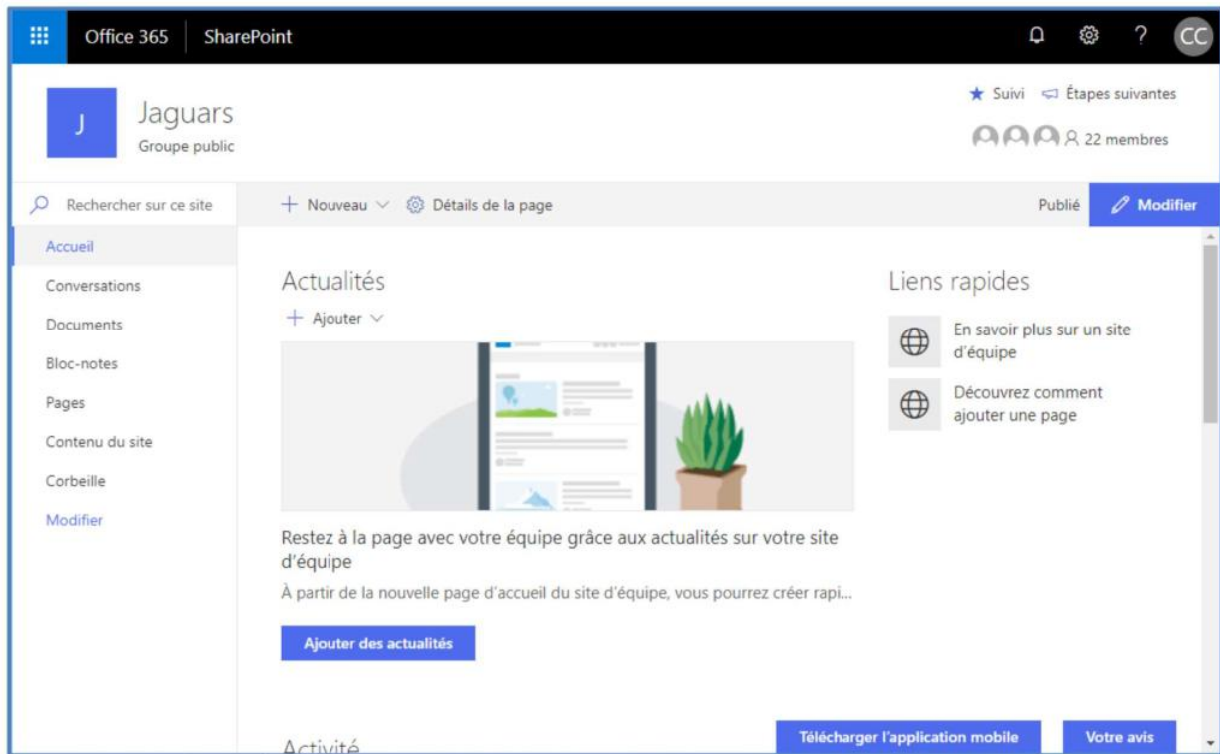 Office 365
SharePoint
CC
J
Jaguars
Groupe public
Suivi
Étapes suivantes
22 membres
Rechercher sur ce site
Nouveau
Détails de la page
Publié
Modifier
Accueil
Conversations
Documents
Bloc-notes
Pages
Contenu du site
Corbeille
Modifier
Actualités
Ajouter
Restez à la page avec votre équipe grâce aux actualités sur votre site
d'équipe
À partir de la nouvelle page d'accueil du site d'équipe, vous pourrez créer rapi...
Ajouter des actualités
Liens rapides
En savoir plus sur un site
d'équipe
Découvrez comment
ajouter une page
Activité
Télécharger l'application mobile
Votre avis